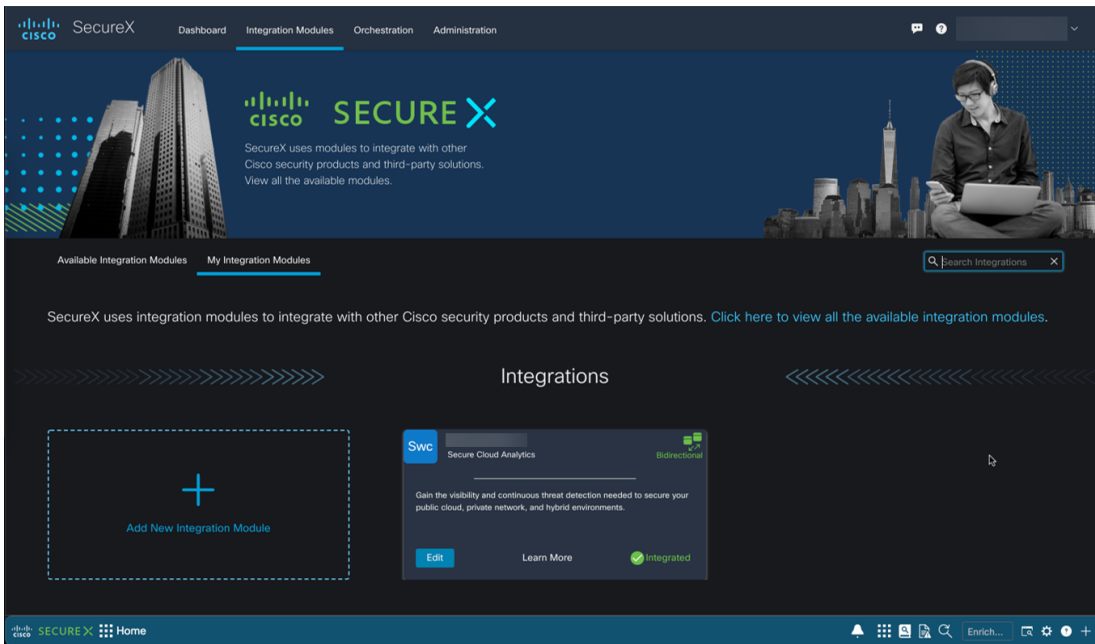 CISCO SecureX Dashboard Integration Modules Orchestration Administration
CISCO SECURE X
SecureX uses modules to integrate with other
Cisco security products and third-party solutions.
View all the available modules.
Available Integration Modules My Integration Modules Search Integrations
SecureX uses integration modules to integrate with other Cisco security products and third-party solutions. Click here to view all the available integration modules.
Integrations
Swc
Secure Cloud Analytics
Bidirectional
Gain the visibility and continuous threat detection needed to secure your
public cloud, private network, and hybrid environments.
Add New Integration Module
Edit Learn More Integrated
CISCO SECUREX Home Enrich...